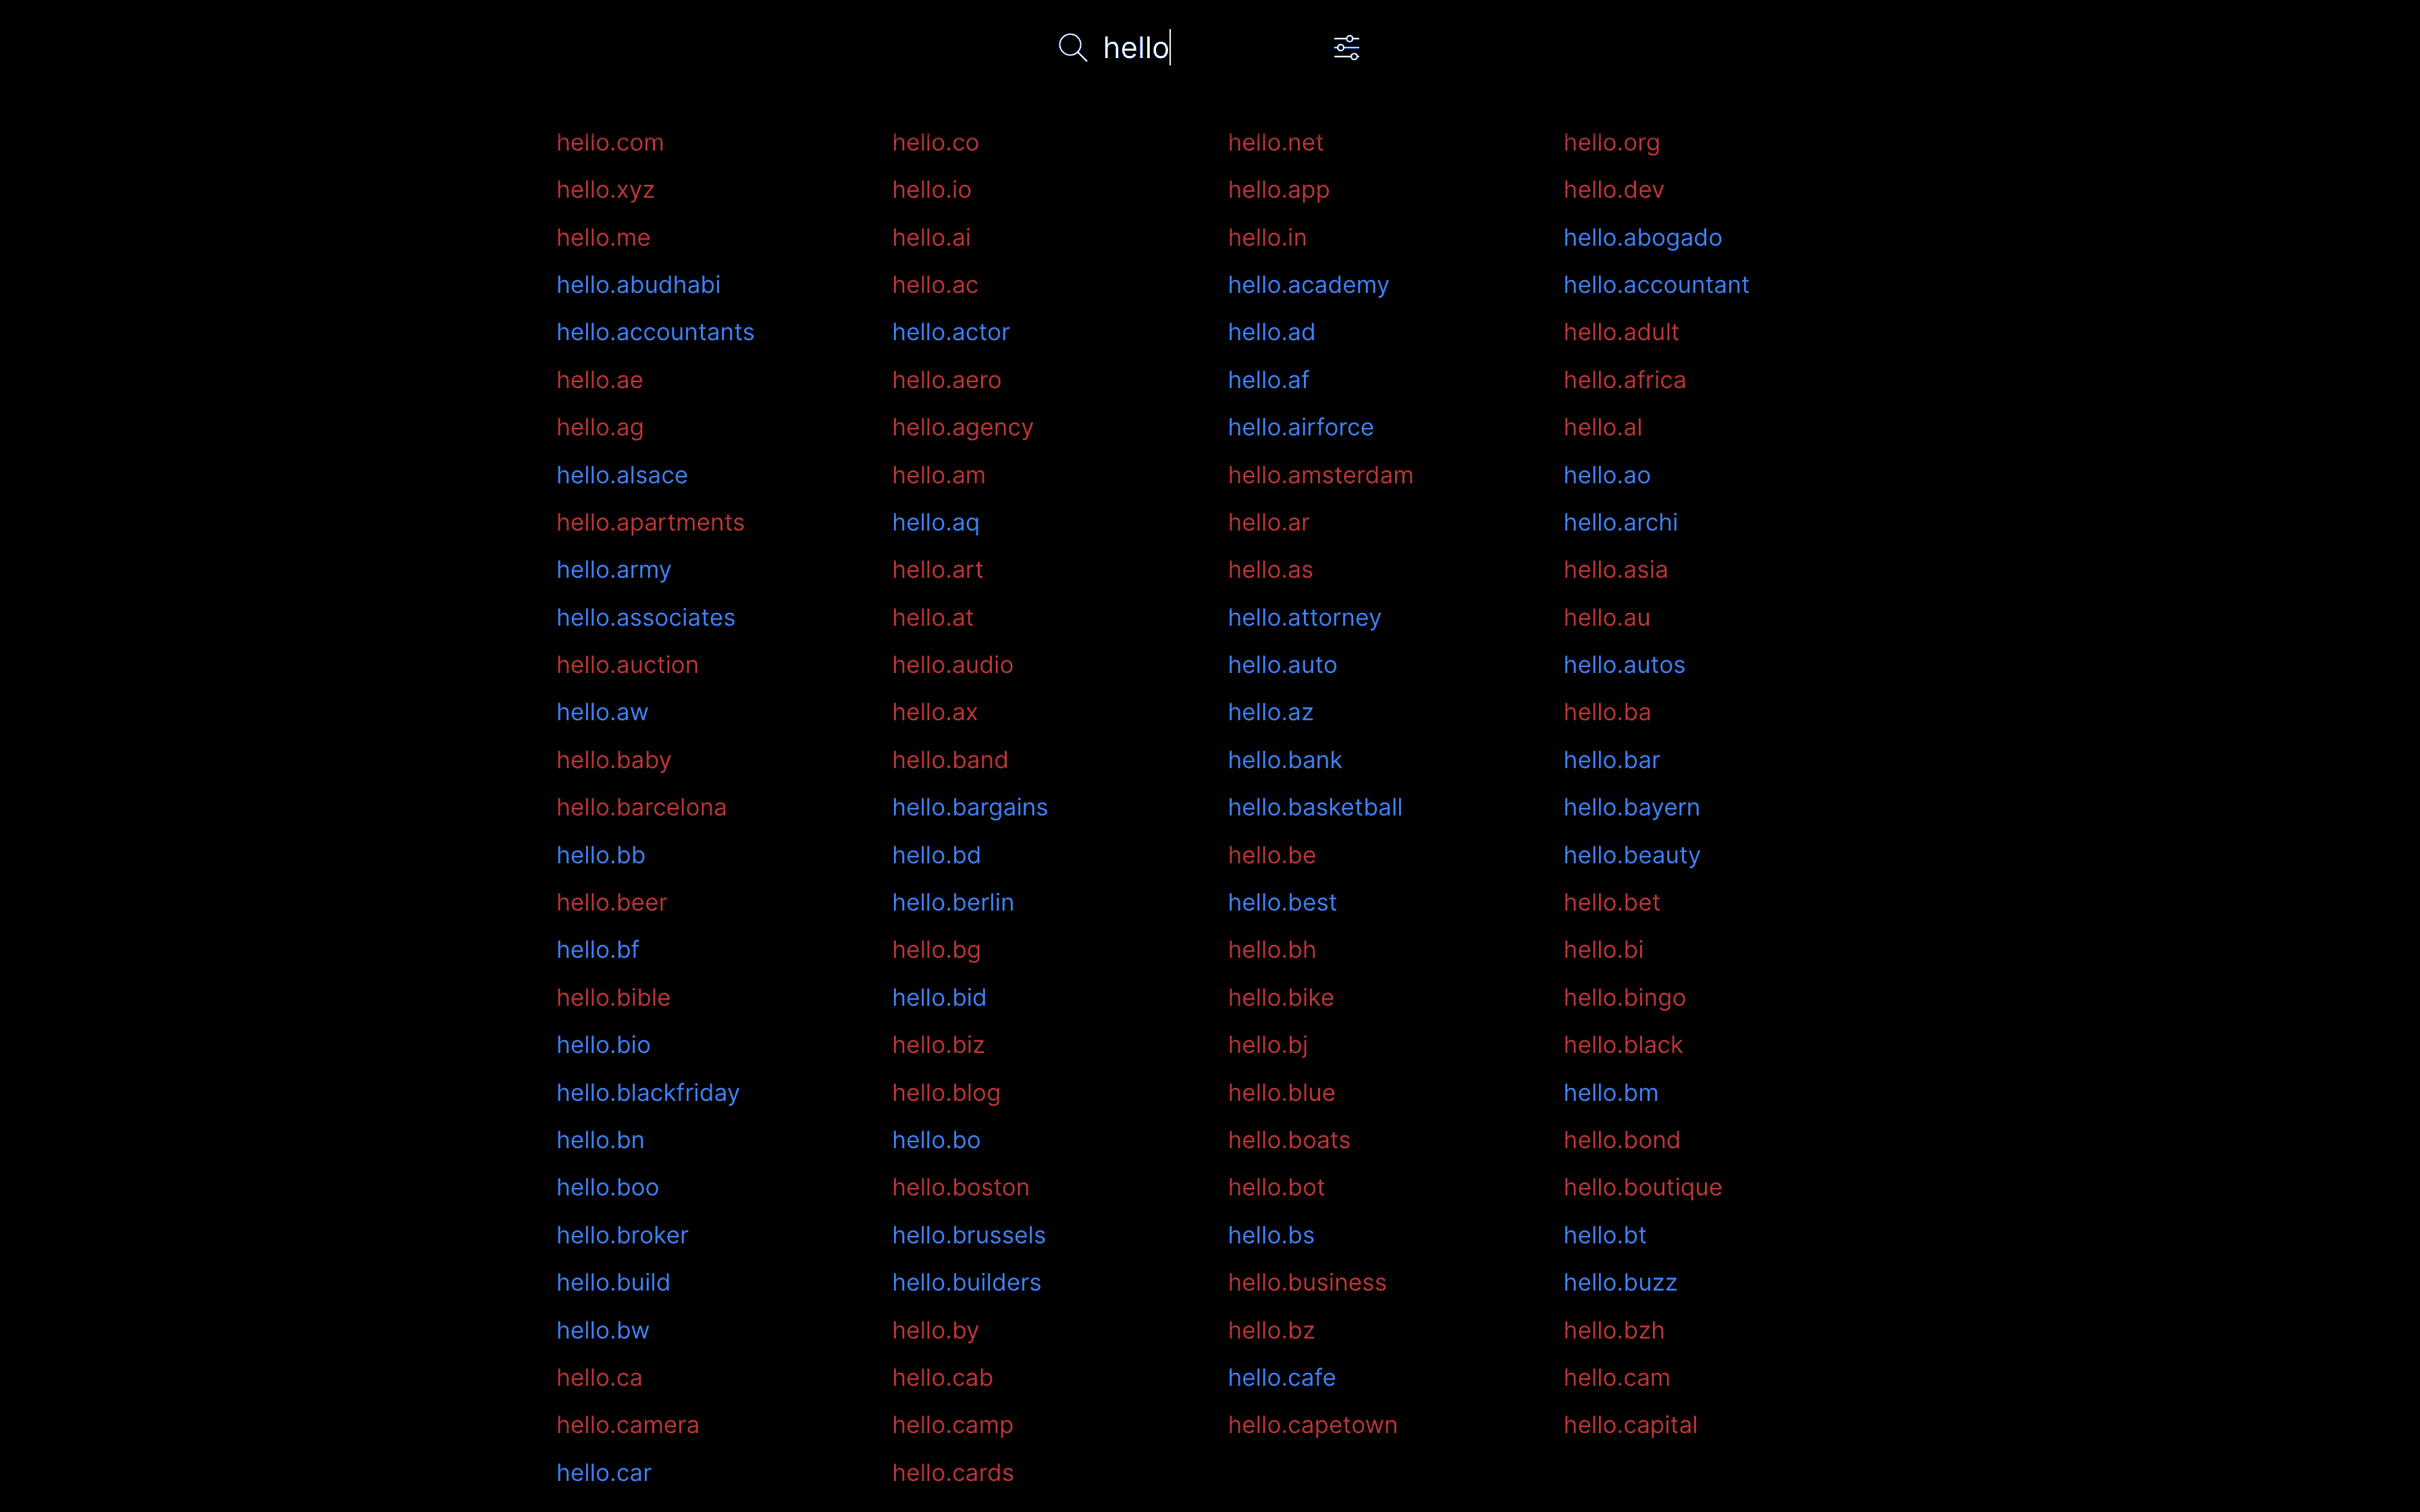 hello
hello.com hello.co hello.net hello.org
hello.xyz hello.io hello.app hello.dev
hello.me hello.ai hello.in hello.abogado
hello.abudhabi hello.ac hello.academy hello.accountant
hello.accountants hello.actor hello.ad hello.adult
hello.ae hello.aero hello.af hello.africa
hello.ag hello.agency hello.airforce hello.al
hello.alsace hello.am hello.amsterdam hello.ao
hello.apartments hello.aq hello.ar hello.archi
hello.army hello.art hello.as hello.asia
hello.associates hello.at hello.attorney hello.au
hello.auction hello.audio hello.auto hello.autos
hello.aw hello.ax hello.az hello.ba
hello.baby hello.band hello.bank hello.bar
hello.barcelona hello.bargains hello.basketball hello.bayern
hello.bb hello.bd hello.be hello.beauty
hello.beer hello.berlin hello.best hello.bet
hello.bf hello.bg hello.bh hello.bi
hello.bible hello.bid hello.bike hello.bingo
hello.bio hello.biz hello.bj hello.black
hello.blackfriday hello.blog hello.blue hello.bm
hello.bn hello.bo hello.boats hello.bond
hello.boo hello.boston hello.bot hello.boutique
hello.broker hello.brussels hello.bs hello.bt
hello.build hello.builders hello.business hello.buzz
hello.bw hello.by hello.bz hello.bzh
hello.ca hello.cab hello.cafe hello.cam
hello.camera hello.camp hello.capetown hello.capital
hello.car hello.cards